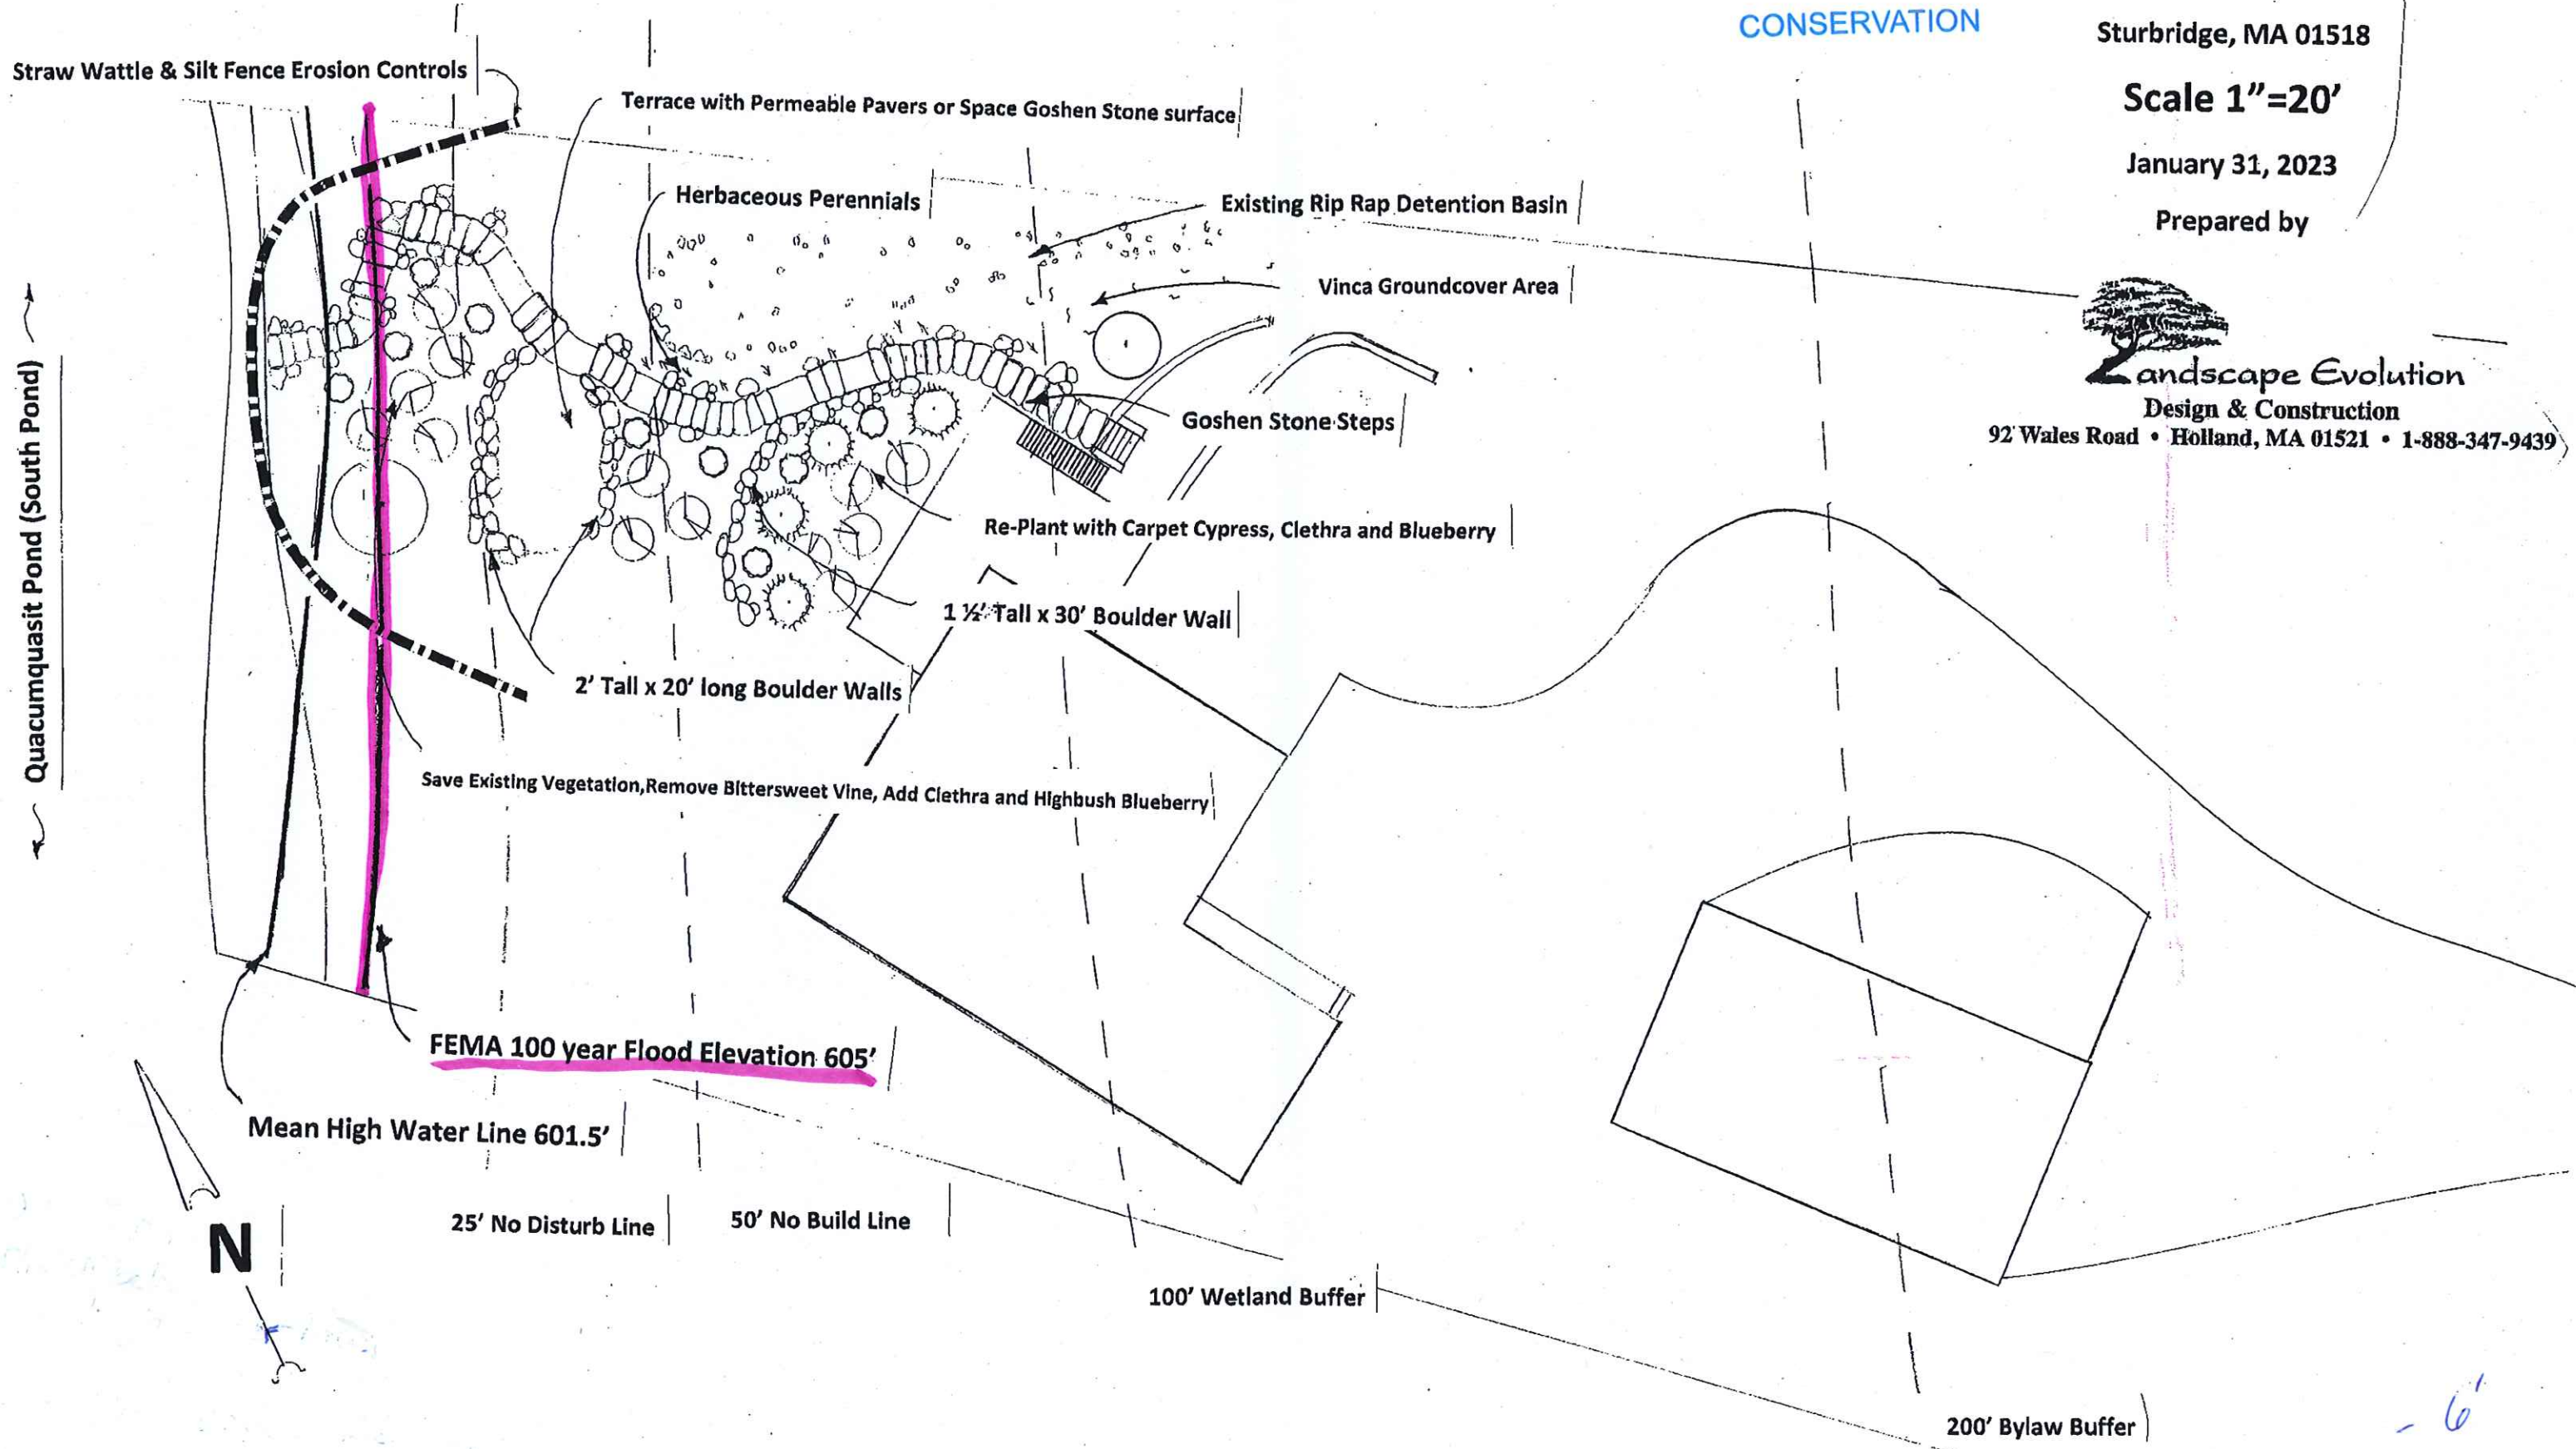 CONSERVATION
Sturbridge, MA 01518
Scale 1”=20’
January 31, 2023
Prepared by
Landscape Evolution
Design & Construction
92 Wales Road • Holland, MA 01521 • 1-888-347-9439
Straw Wattle & Silt Fence Erosion Controls
Terrace with Permeable Pavers or Space Goshen Stone surface
Herbaceous Perennials
Existing Rip Rap Detention Basin
Vinca Groundcover Area
Goshen Stone Steps
Re-Plant with Carpet Cypress, Clethra and Blueberry
1 ½’ Tall x 30’ Boulder Wall
2’ Tall x 20’ long Boulder Walls
Save Existing Vegetation,Remove Bittersweet Vine, Add Clethra and Highbush Blueberry
Quacumquasit Pond (South Pond)
FEMA 100 year Flood Elevation 605’
Mean High Water Line 601.5’
N
25’ No Disturb Line
50’ No Build Line
100’ Wetland Buffer
200’ Bylaw Buffer
- 6'